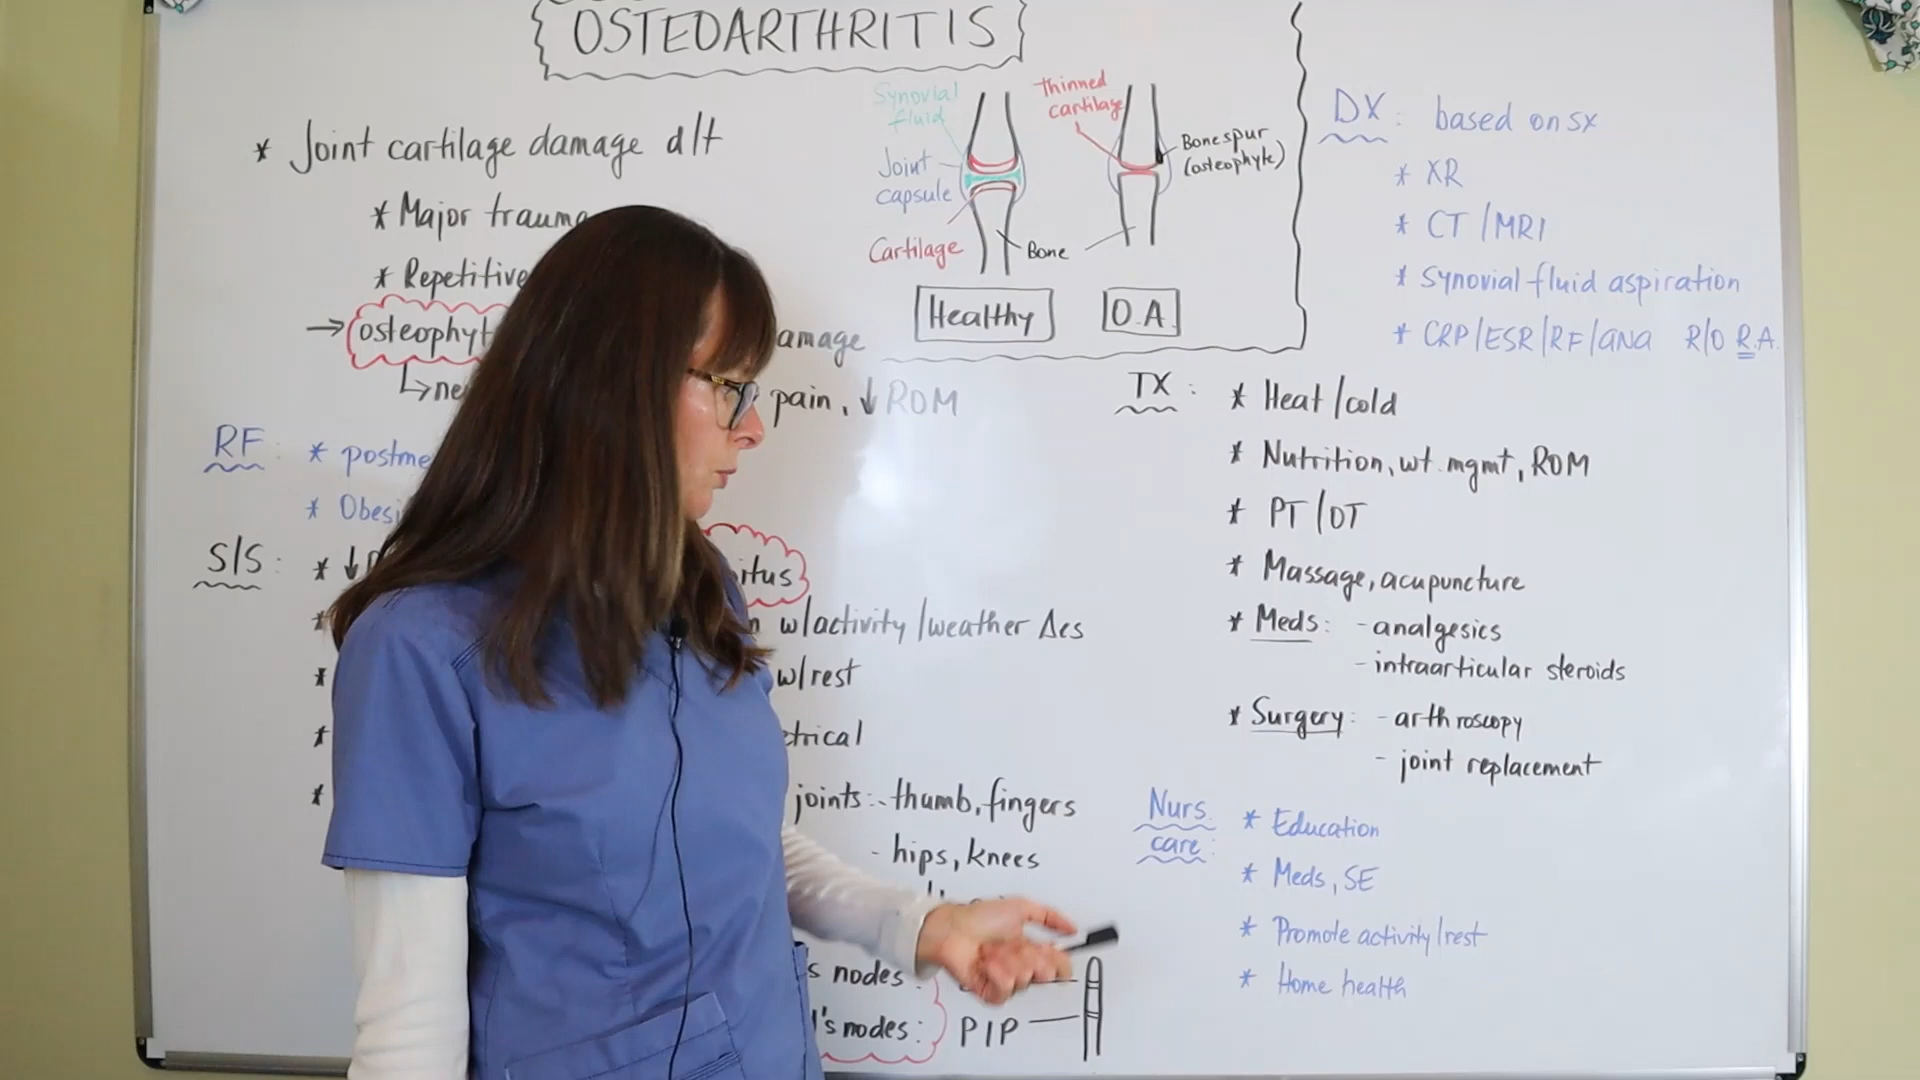 OSTEOARTHRITIS
* Joint cartilage damage d/t
* Major trauma
* Repetitive
→ osteophyt
amage
↳ ne
pain, ↓ ROM
RF: * postme
* Obesi
S/S: * ↓
itus
w/activity/weather Δes
w/rest
trical
joints: - thumb, fingers
- hips, knees
's nodes:
l's nodes: PIP
Synovial fluid
Joint capsule
Cartilage
Bone
Healthy
Thinned cartilage
Bone spur
(osteophyte)
O.A.
DX: based on sx
* XR
* CT/MRI
* Synovial fluid aspiration
* CRP/ESR/RF/ANA R/O R.A.
TX: * Heat/cold
* Nutrition, wt. mgmt, ROM
* PT/OT
* Massage, acupuncture
* Meds: - analgesics
- intraarticular steroids
* Surgery: - arthroscopy
- joint replacement
Nurs. care: * Education
* Meds, SE
* Promote activity/rest
* Home health